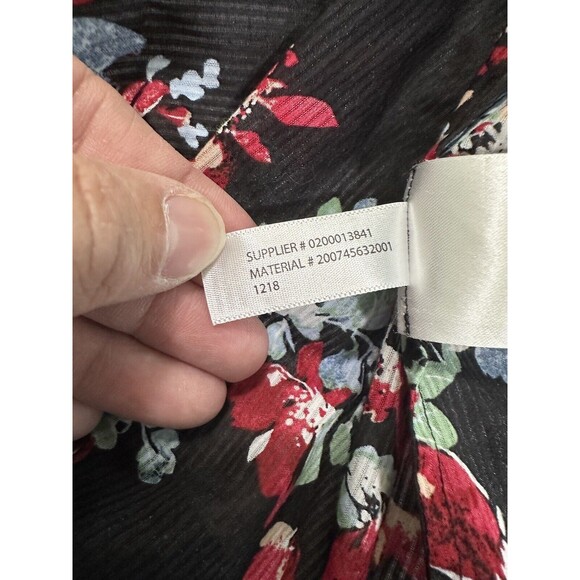 SUPPLIER # 0200013841
MATERIAL # 200745632001
1218